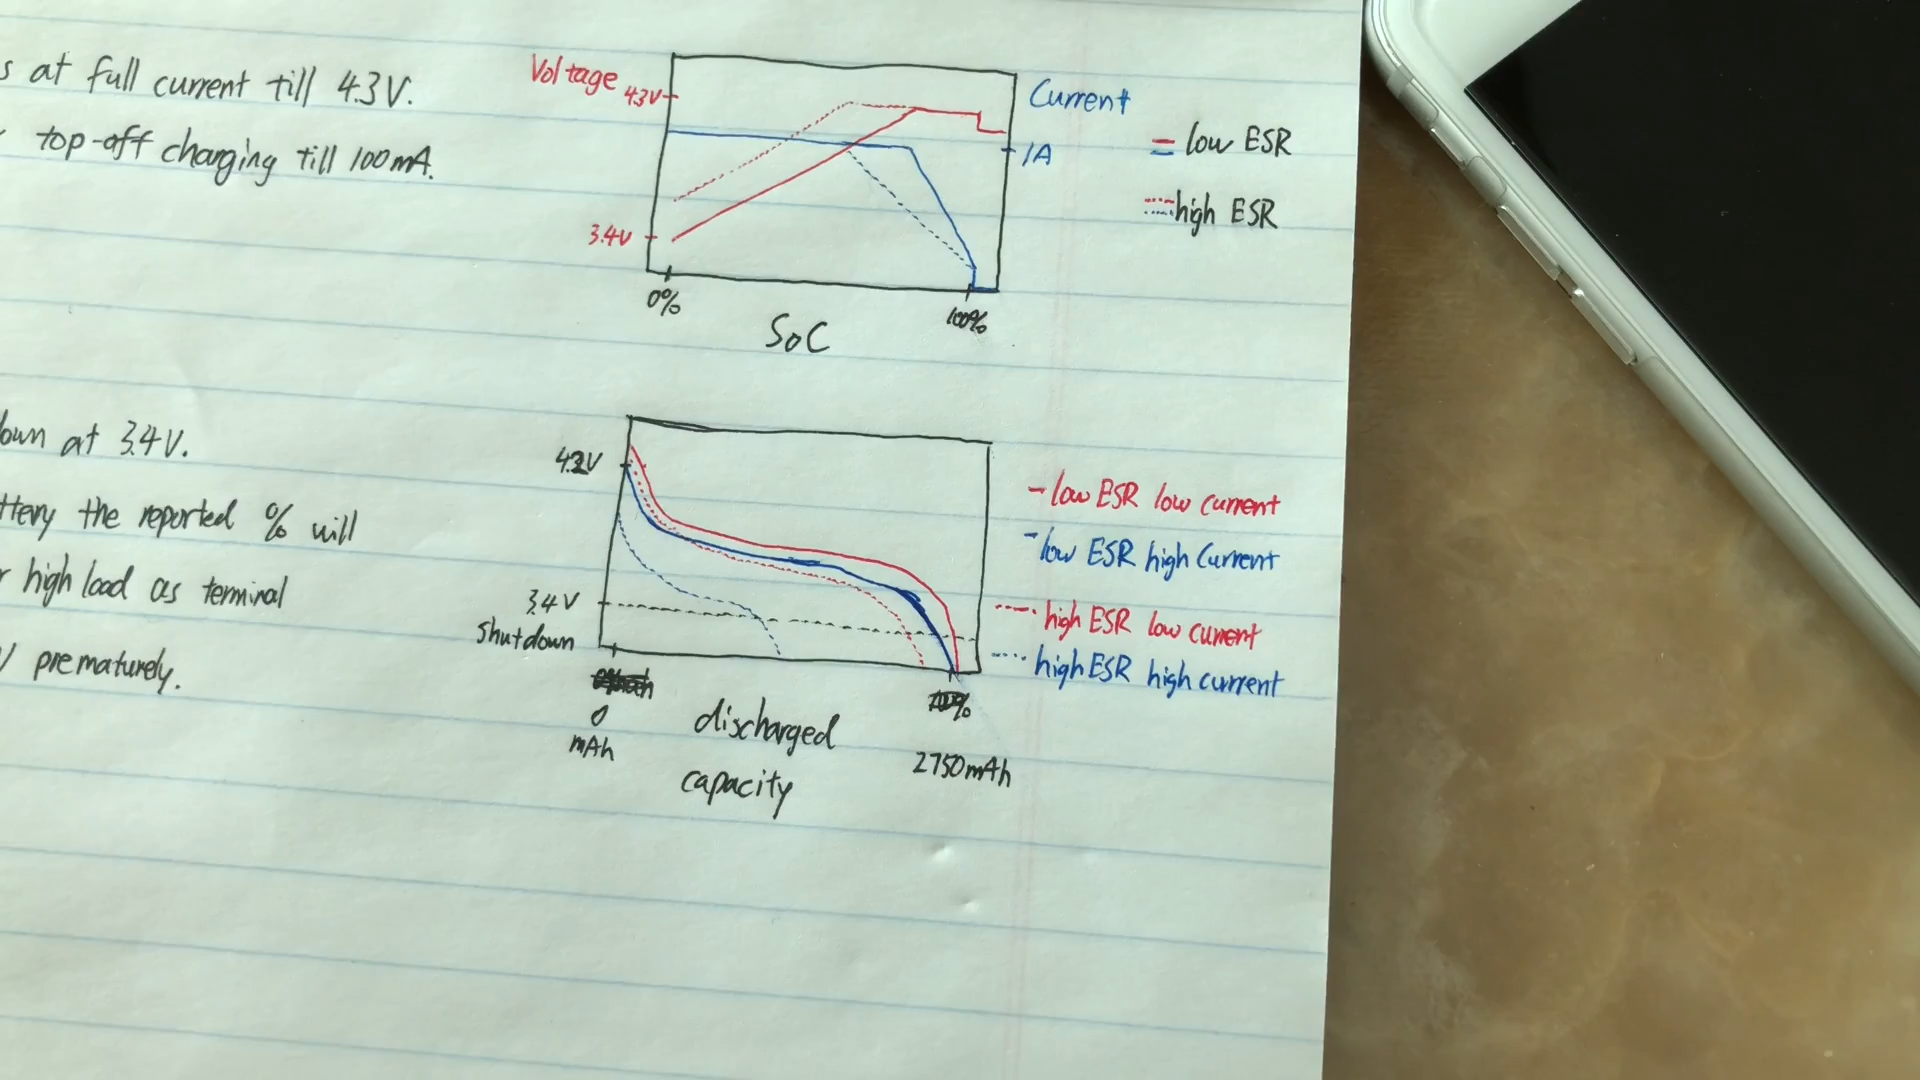 s at full current till 4.3V.
top-off charging till 100mA.
Voltage
4.3V
3.4V
Current
1A
0%
100%
SoC
low ESR
high ESR
own at 3.4V.
ttery the reported % will
r high load as terminal
V prematurely.
4.2V
3.4V
shutdown
0
mAh
discharged
capacity
2750mAh
low ESR low current
low ESR high current
high ESR low current
high ESR high current